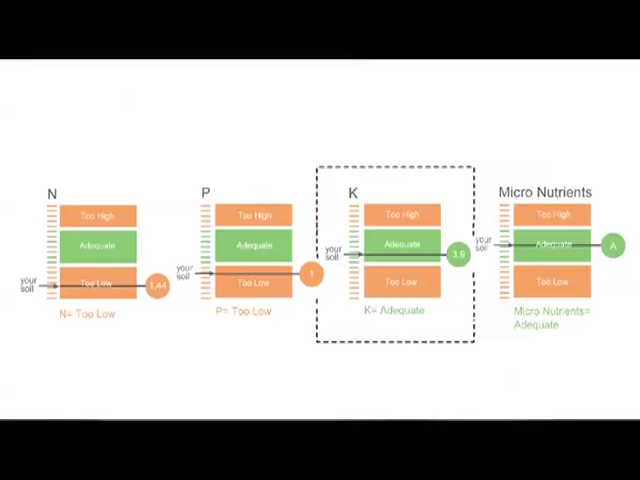 N
Too High
Adequate
your
soil
Too Low
1.44
N= Too Low
P
Too High
Adequate
your
soil
Too Low
1
P= Too Low
K
Too High
Adequate
your
soil
3.9
Too Low
K= Adequate
Micro Nutrients
Too High
your
soil
Adequate
A
Too Low
Micro Nutrients=
Adequate